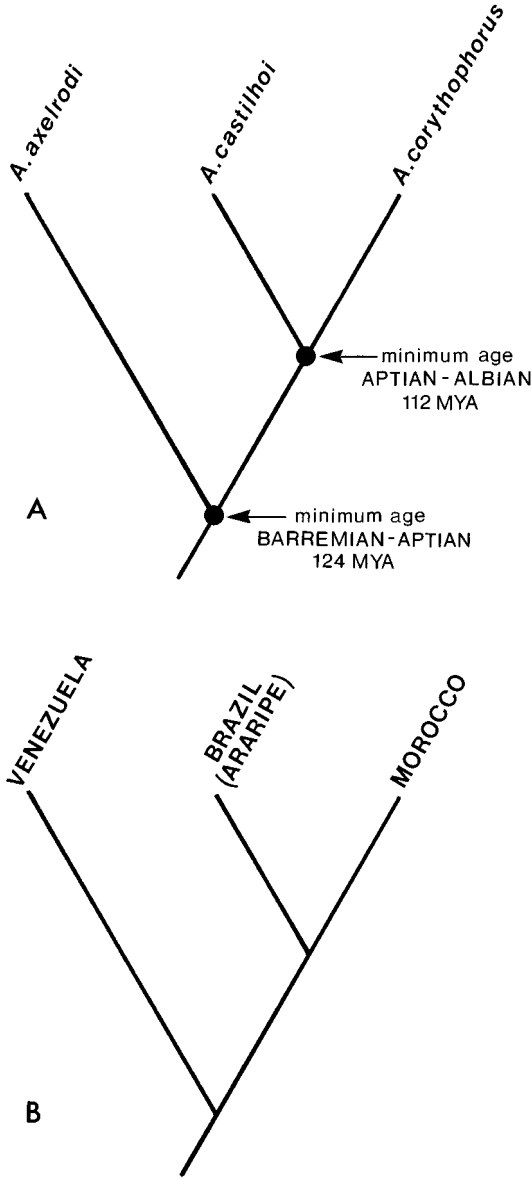 A. axelrodi
A. castilhoi
A. corythophorus
minimum age
APTIAN-ALBIAN
112 MYA
A
minimum age
BARREMIAN-APTIAN
124 MYA
VENEZUELA
BRAZIL
(ARARIPE)
MOROCCO
B